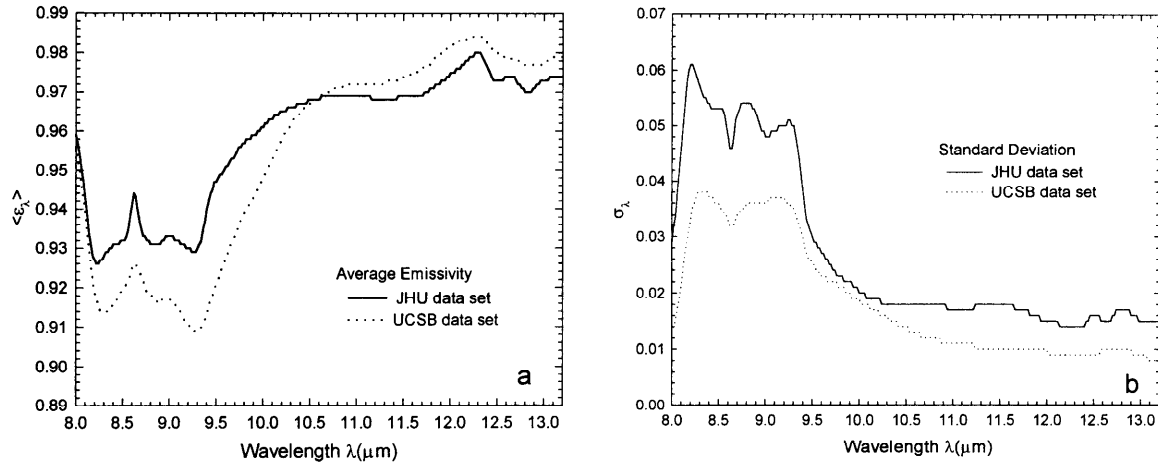 0.99
0.98
0.97
0.96
0.95
0.94
0.93
0.92
0.91
0.90
0.89
<ελ>
Average Emissivity
JHU data set
UCSB data set
a
8.0 8.5 9.0 9.5 10.0 10.5 11.0 11.5 12.0 12.5 13.0
Wavelength λ(μm)
0.07
0.06
0.05
0.04
0.03
0.02
0.01
0.00
σλ
Standard Deviation
JHU data set
UCSB data set
b
8.0 8.5 9.0 9.5 10.0 10.5 11.0 11.5 12.0 12.5 13.0
Wavelength λ(μm)